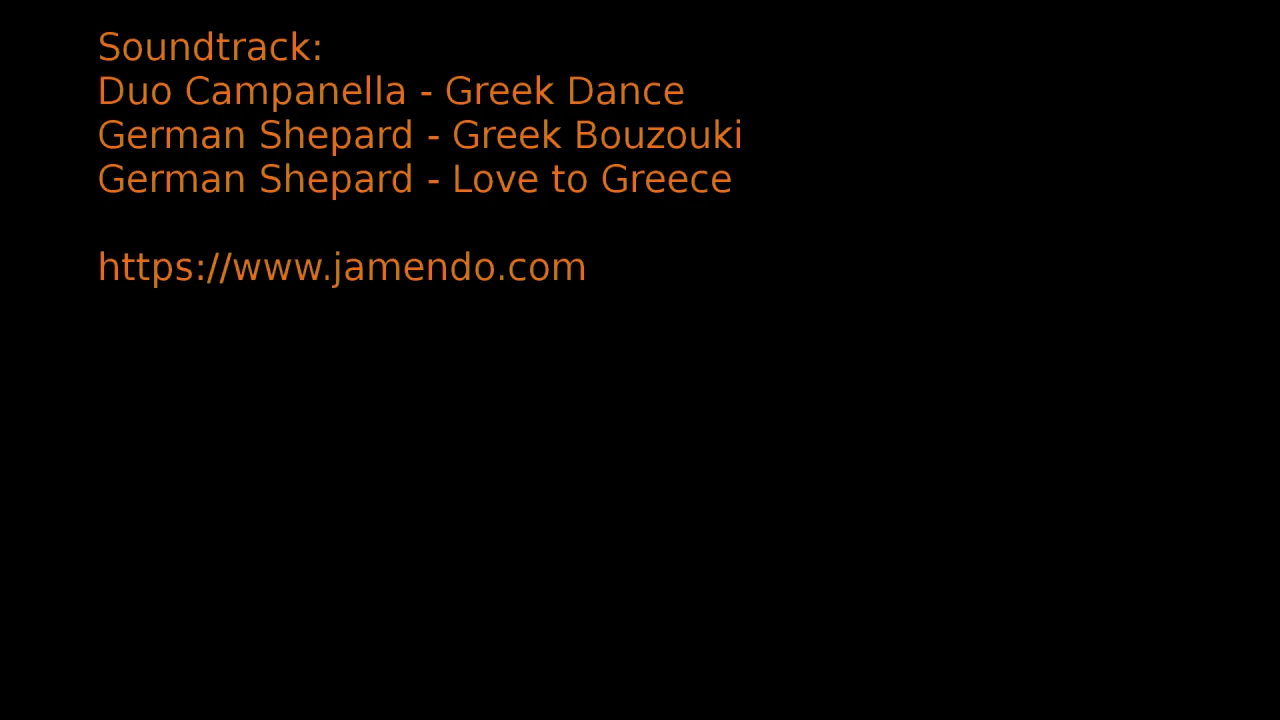 Soundtrack:
Duo Campanella - Greek Dance
German Shepard - Greek Bouzouki
German Shepard - Love to Greece
https://www.jamendo.com